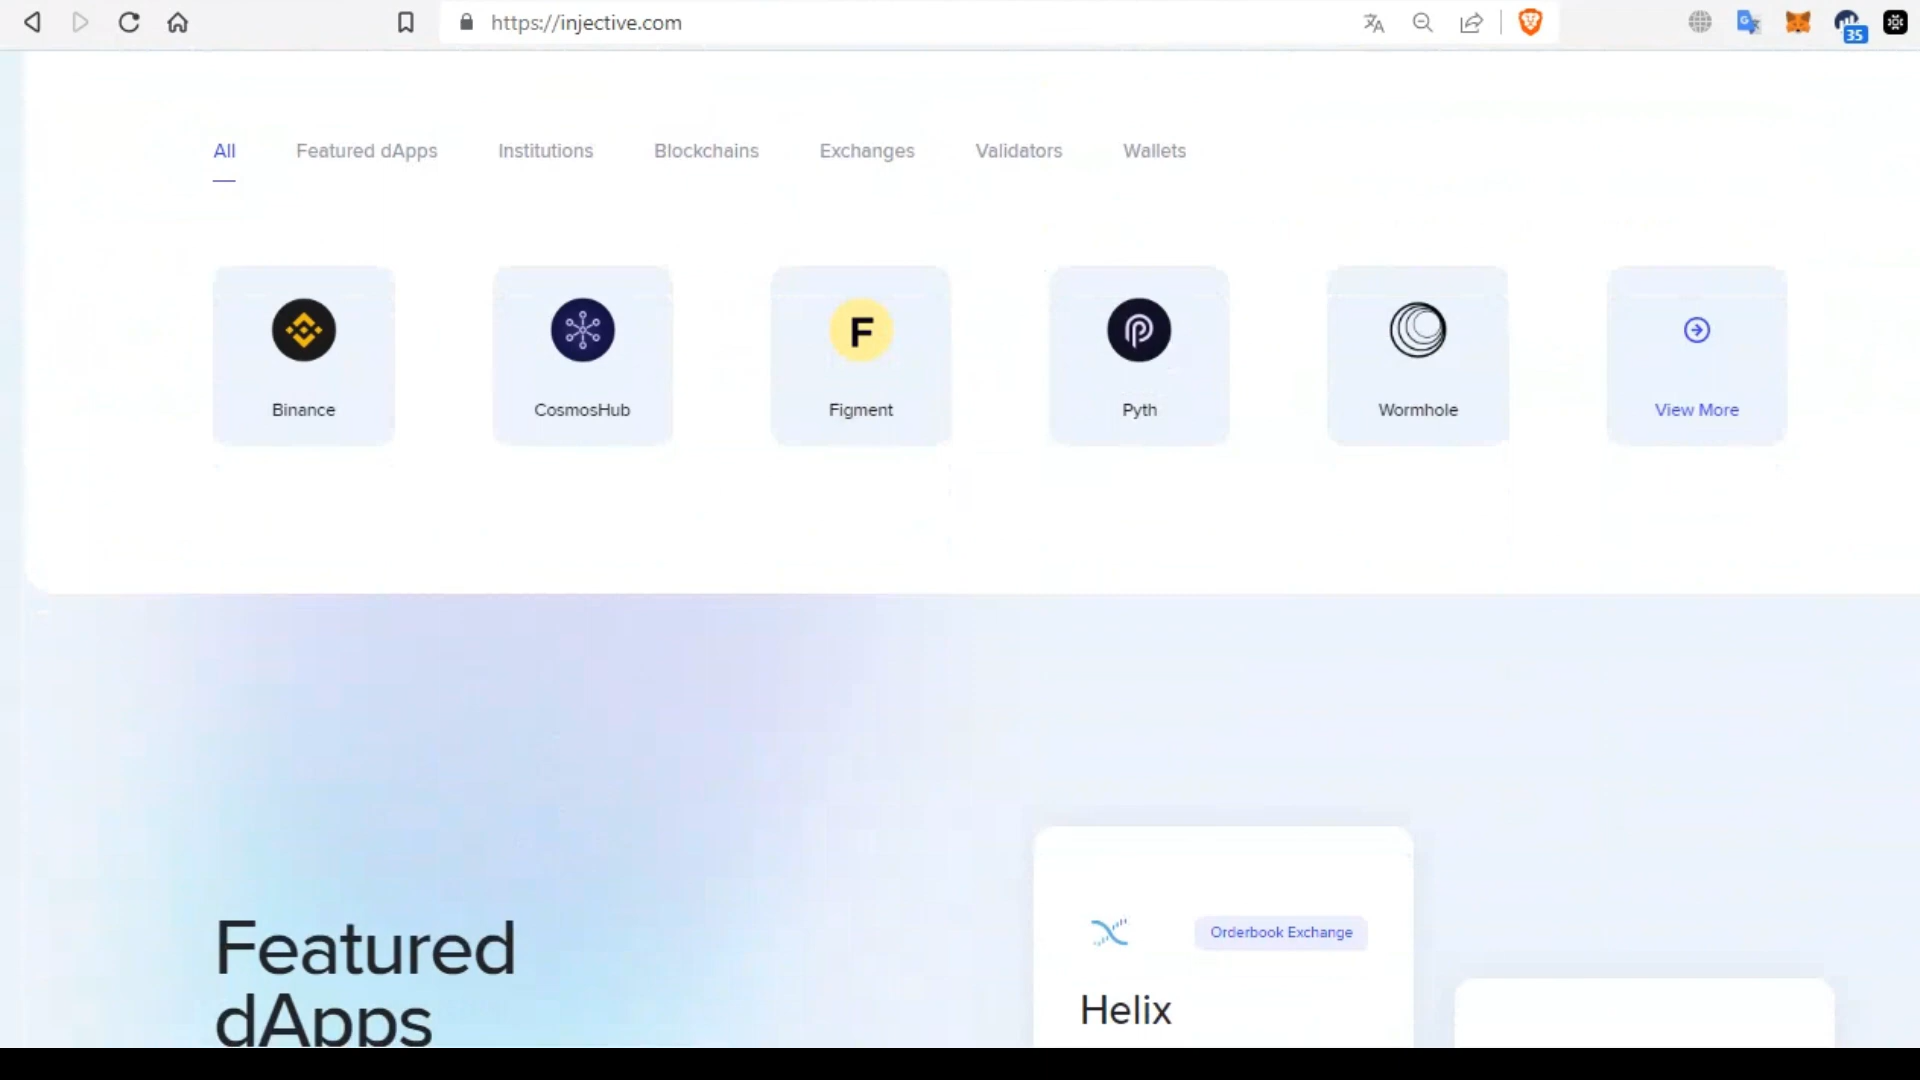 https://injective.com
35
All Featured dApps Institutions Blockchains Exchanges Validators Wallets
F
Binance CosmosHub Figment Pyth Wormhole View More
Orderbook Exchange
Helix
Featured
dApps